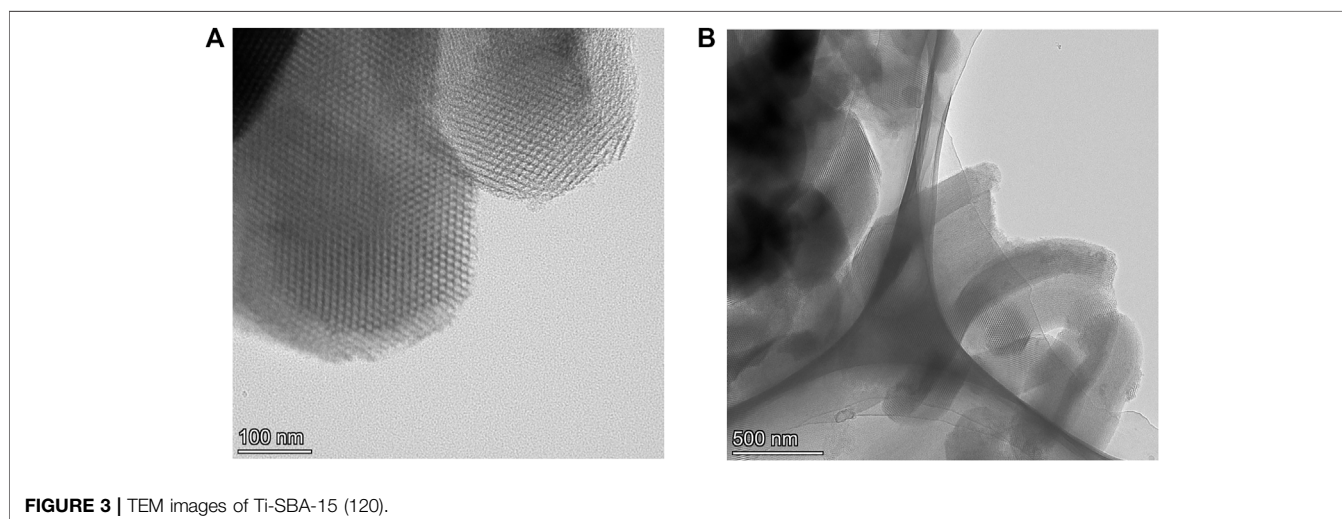 A
B
100 nm
500 nm
FIGURE 3 | TEM images of Ti-SBA-15 (120).